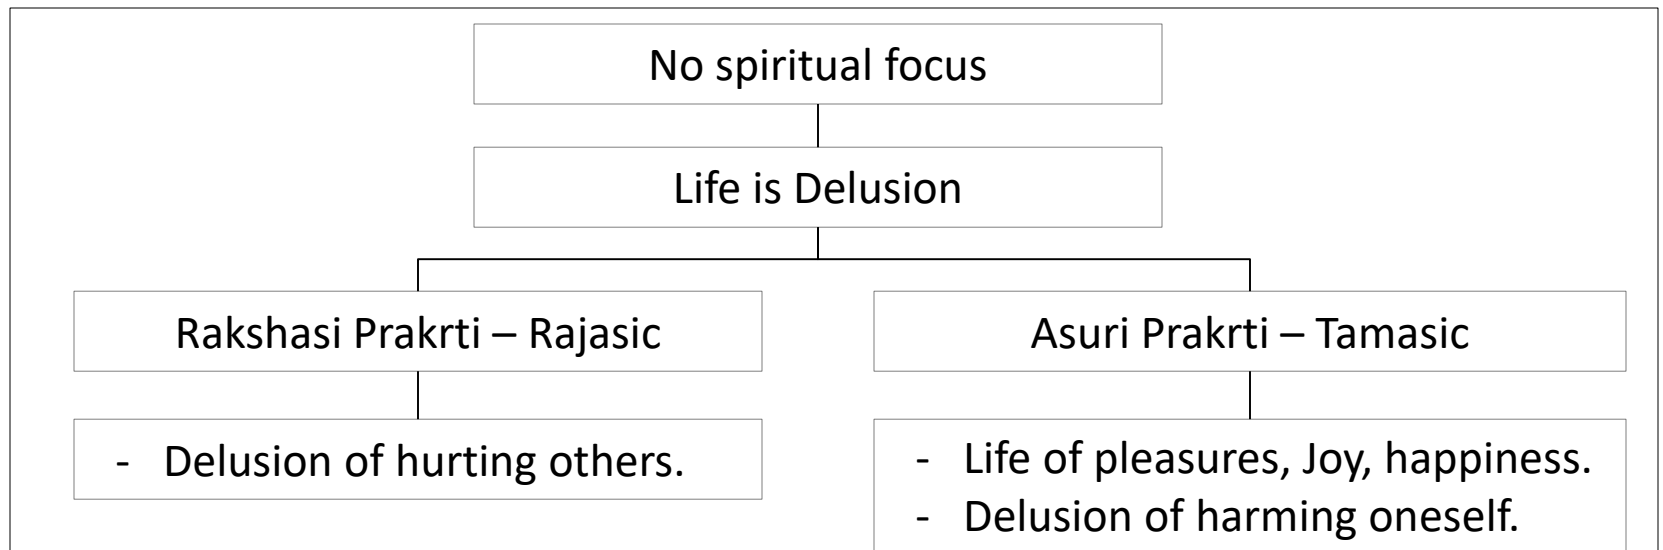 No spiritual focus
Life is Delusion
Rakshasi Prakrti – Rajasic
Asuri Prakrti – Tamasic
- Delusion of hurting others.
- Life of pleasures, Joy, happiness.
- Delusion of harming oneself.